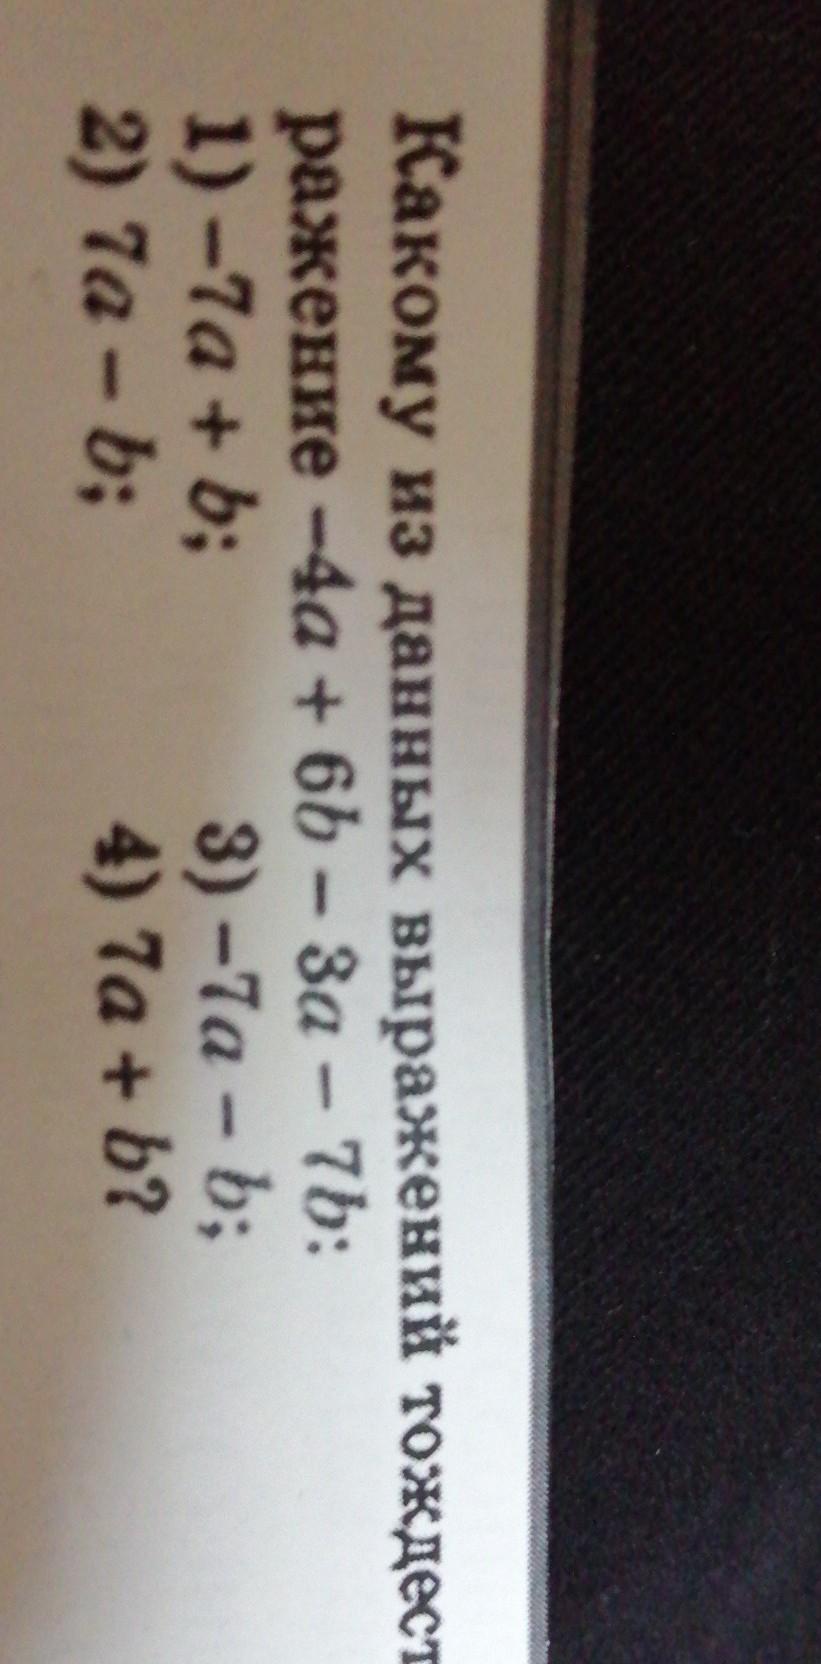 Какому из данных выражений тождест
ражение –4a + 6b – 3a – 7b:
1) –7a + b; 3) –7a – b;
2) 7a – b; 4) 7a + b?